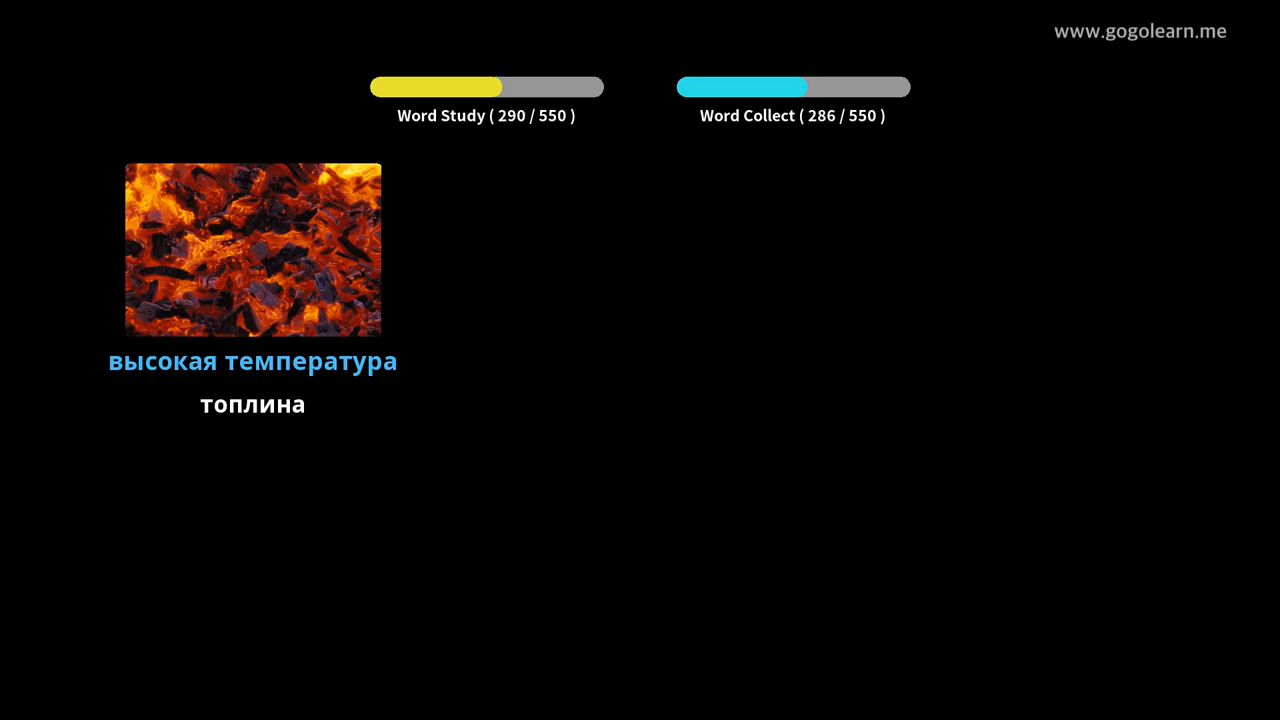 www.gogolearn.me
Word Study ( 290 / 550 )
Word Collect ( 286 / 550 )
высокая температура
топлина